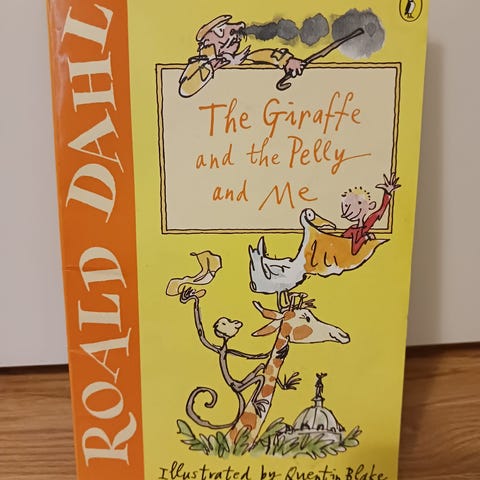 ROALD DAHL
The Giraffe
and the Pelly
and Me
Illustrated by Quentin Blake